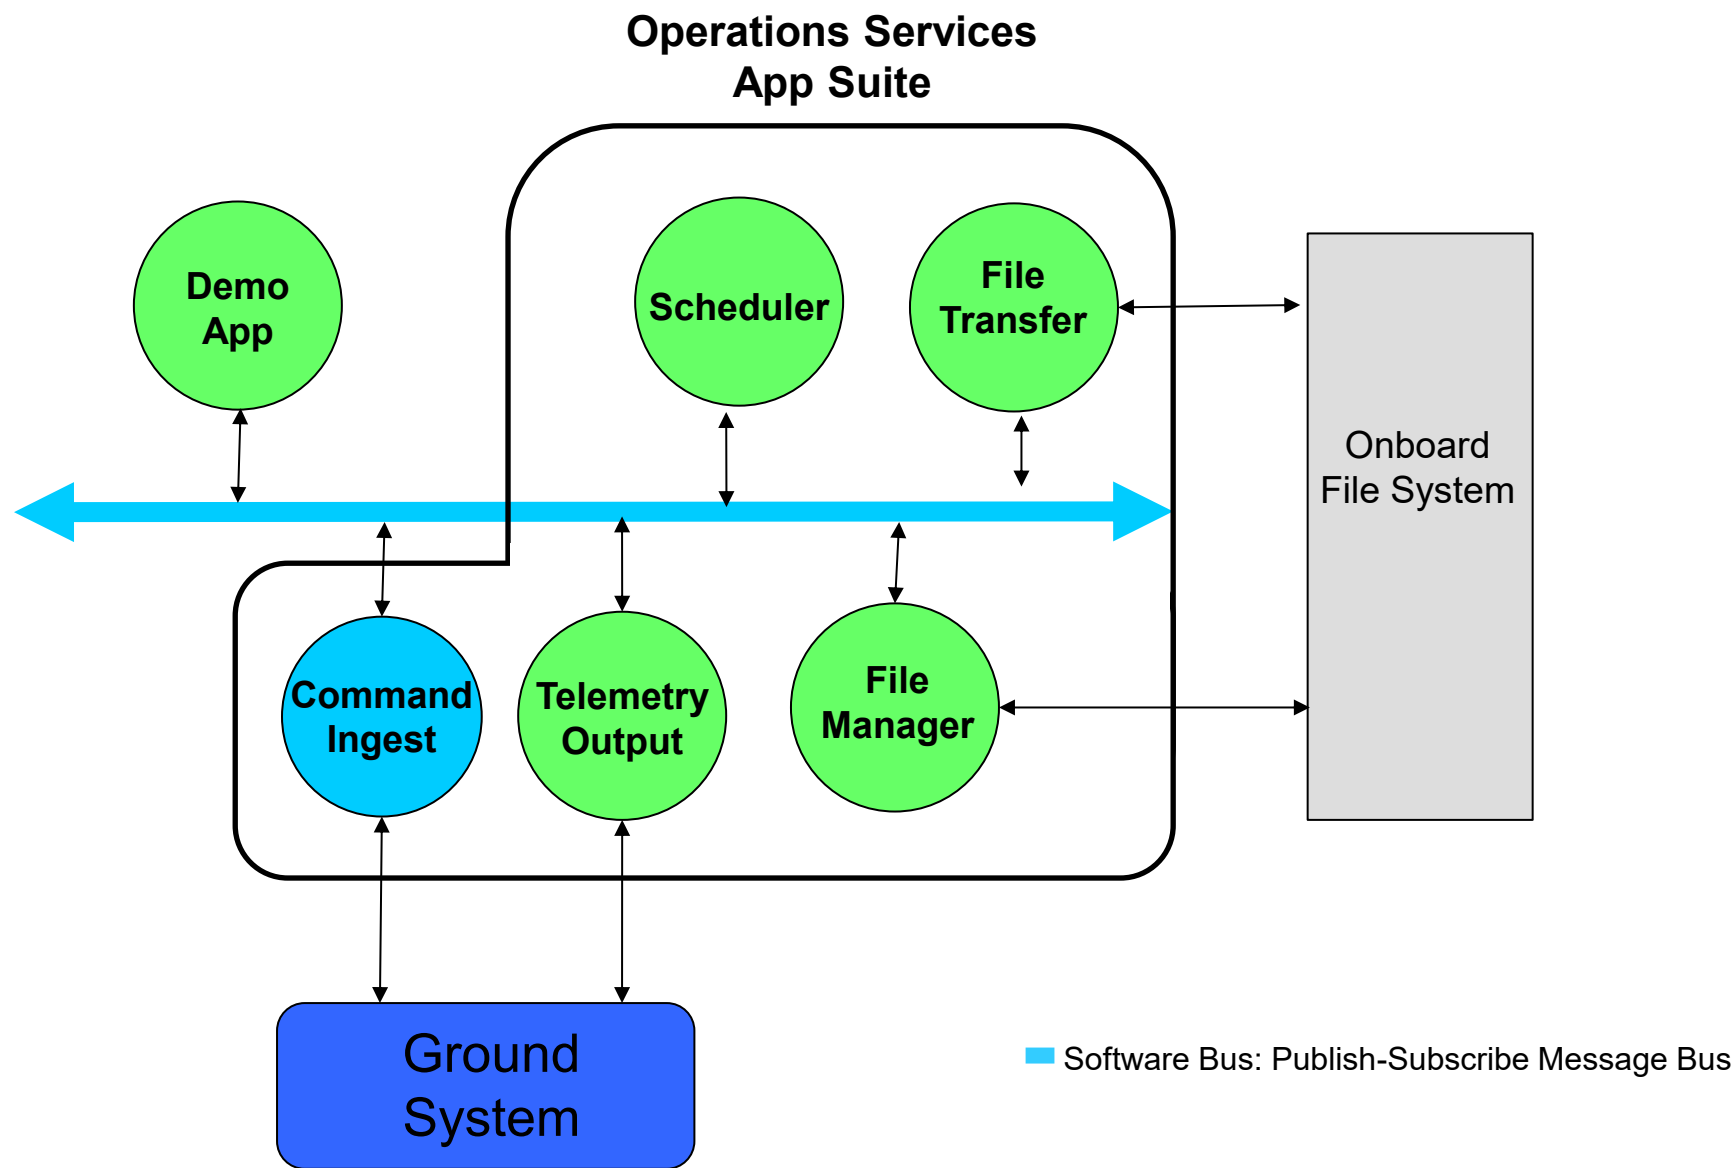 Operations Services
App Suite
Demo
App
Scheduler
File
Transfer
Onboard
File System
Command
Ingest
Telemetry
Output
File
Manager
Ground
System
Software Bus: Publish-Subscribe Message Bus